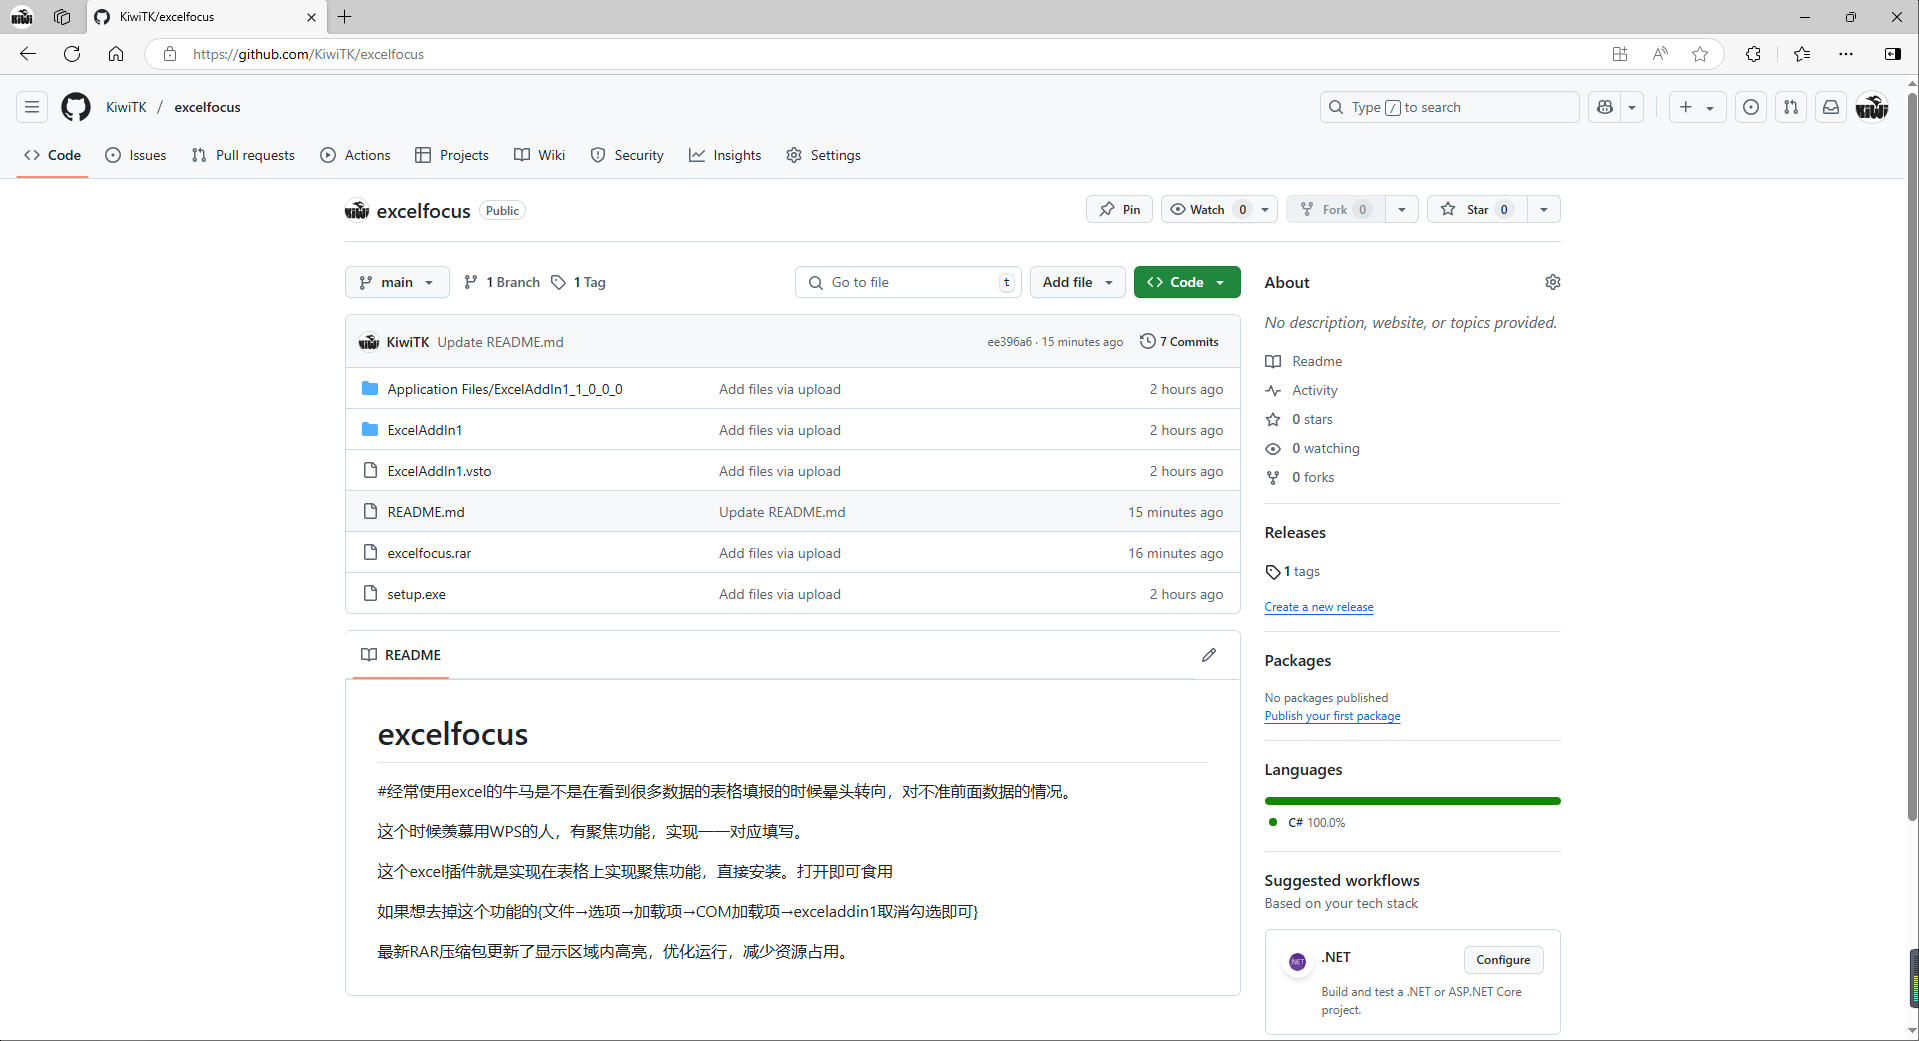 KiwiTK/excelfocus
https://github.com/KiwiTK/excelfocus
KiwiTK / excelfocus
Type / to search
Code Issues Pull requests Actions Projects Wiki Security Insights Settings
excelfocus Public
Pin Watch 0 Fork 0 Star 0
main 1 Branch 1 Tag Go to file t Add file Code
KiwiTK Update README.md ee396a6 · 15 minutes ago 7 Commits
Application Files/ExcelAddIn1_1_0_0_0 Add files via upload 2 hours ago
ExcelAddIn1 Add files via upload 2 hours ago
ExcelAddIn1.vsto Add files via upload 2 hours ago
README.md Update README.md 15 minutes ago
excelfocus.rar Add files via upload 16 minutes ago
setup.exe Add files via upload 2 hours ago
README
excelfocus
#经常使用excel的牛马是不是在看到很多数据的表格填报的时候晕头转向，对不准前面数据的情况。
这个时候羡慕用WPS的人，有聚焦功能，实现一一对应填写。
这个excel插件就是实现在表格上实现聚焦功能，直接安装。打开即可食用
如果想去掉这个功能的{文件→选项→加载项→COM加载项→exceladdin1取消勾选即可}
最新RAR压缩包更新了显示区域内高亮，优化运行，减少资源占用。
About
No description, website, or topics provided.
Readme
Activity
0 stars
0 watching
0 forks
Releases
1 tags
Create a new release
Packages
No packages published
Publish your first package
Languages
C# 100.0%
Suggested workflows
Based on your tech stack
.NET
.NET Configure
Build and test a .NET or ASP.NET Core
project.